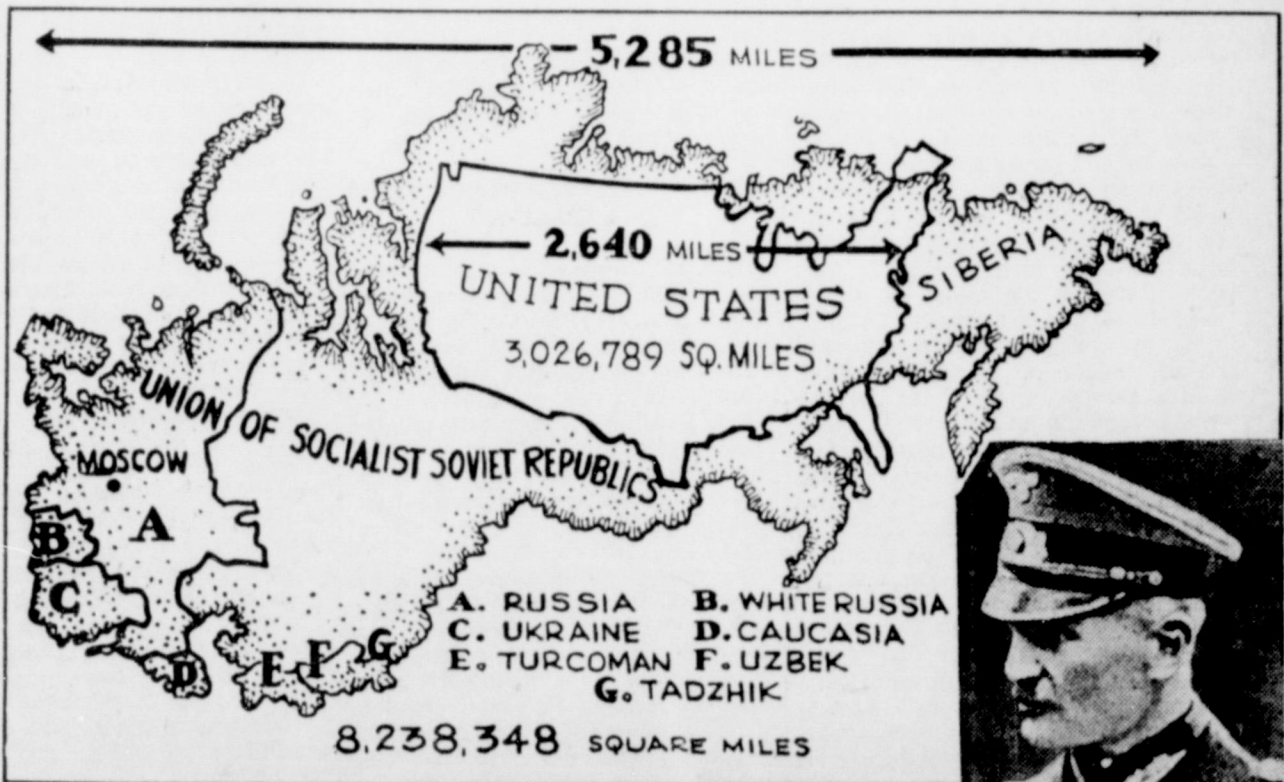 5,285 MILES
2,640 MILES
UNITED STATES
3,026,789 SQ. MILES
SIBERIA
UNION OF SOCIALIST SOVIET REPUBLICS
MOSCOW
A
B
C
D
E
F
G
A. RUSSIA B. WHITE RUSSIA
C. UKRAINE D. CAUCASIA
E. TURCOMAN F. UZBEK
G. TADZHIK
8,238,348 SQUARE MILES